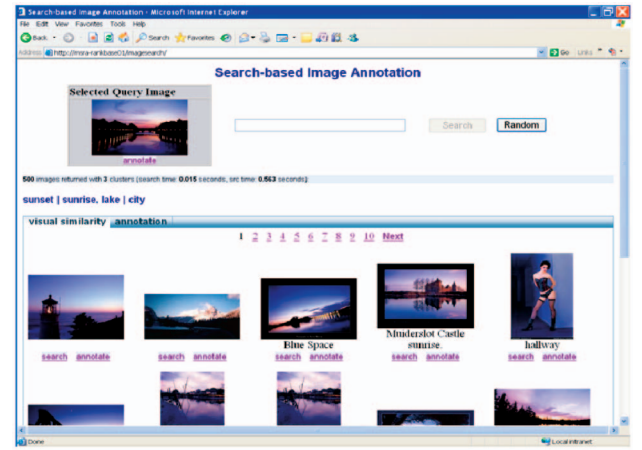 Search-based Image Annotation - Microsoft Internet Explorer
File Edit View Favorites Tools Help
Back Search Favorites
Address http://msra-rankbase01/imagesearch/ Go Links
Search-based Image Annotation
Selected Query Image
annotate
Search Random
500 images returned with 3 clusters (search time: 0.015 seconds, src time: 0.563 seconds)
sunset | sunrise, lake | city
visual similarity annotation
1 2 3 4 5 6 7 8 9 10 Next
Blue Space
Muiderslot Castle
sunrise.
hallway
search annotate search annotate search annotate search annotate search annotate
Done Local intranet